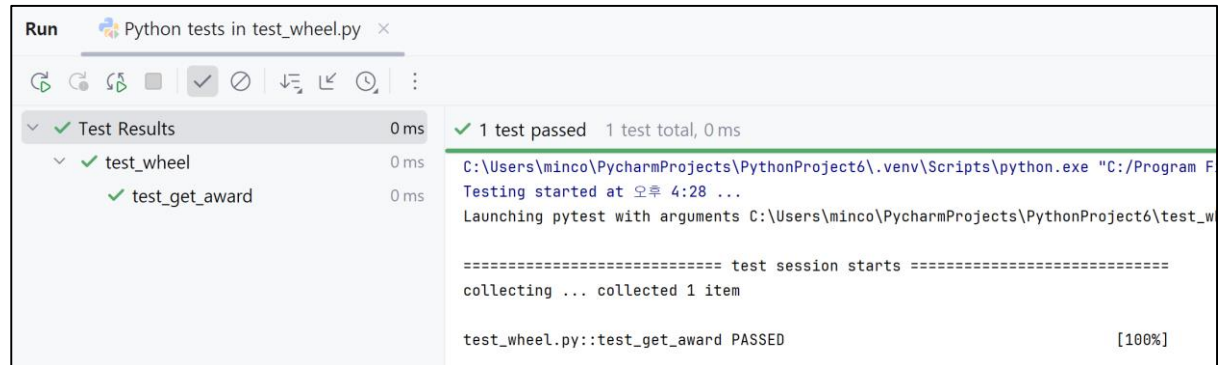 Run Python tests in test_wheel.py ×
Test Results 0 ms
test_wheel 0 ms
test_get_award 0 ms
1 test passed 1 test total, 0 ms
C:\Users\minco\PycharmProjects\PythonProject6\.venv\Scripts\python.exe "C:/Program
Testing started at 오후 4:28 ...
Launching pytest with arguments C:\Users\minco\PycharmProjects\PythonProject6\
============================= test session starts =============================
collecting ... collected 1 item
test_wheel.py::test_get_award PASSED [100%]